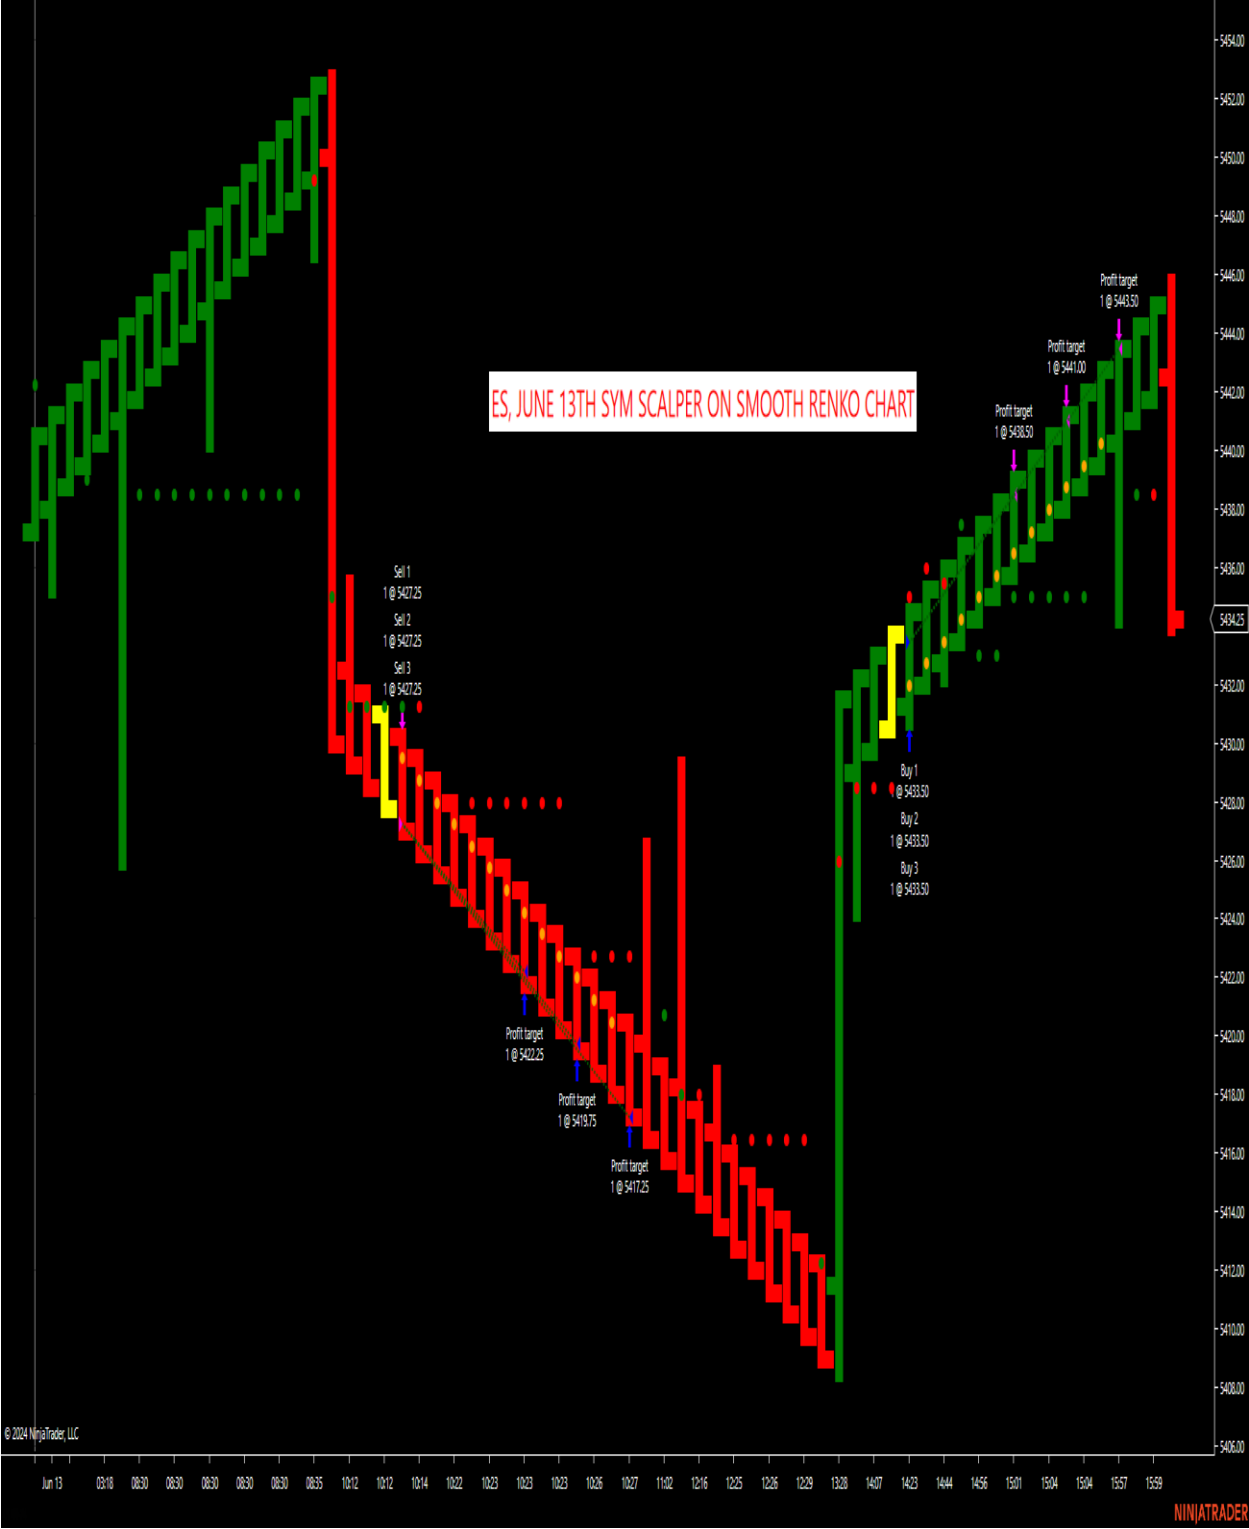 5454.00
5452.00
5450.00
5448.00
5446.00
5444.00
5442.00
5440.00
5438.00
5436.00
5434.25
5432.00
5430.00
5428.00
5426.00
5424.00
5422.00
5420.00
5418.00
5416.00
5414.00
5412.00
5410.00
5408.00
5406.00
Profit target
1 @ 5443.50
Profit target
1 @ 5441.00
Profit target
1 @ 5438.50
ES, JUNE 13TH SYM SCALPER ON SMOOTH RENKO CHART
Sell 1
1 @ 5427.25
Sell 2
1 @ 5427.25
Sell 3
1 @ 5427.25
Buy 1
1 @ 5433.50
Buy 2
1 @ 5433.50
Buy 3
1 @ 5433.50
Profit target
1 @ 5422.25
Profit target
1 @ 5419.75
Profit target
1 @ 5417.25
© 2024 NinjaTrader, LLC
Jun 13 03:18 08:30 08:30 08:30 08:30 08:30 08:35 10:12 10:12 10:14 10:22 10:23 10:23 10:23 10:26 10:27 11:02 12:16 12:25 12:26 12:29 13:28 14:07 14:23 14:44 14:56 15:01 15:04 15:04 15:57 15:59
NINJATRADER